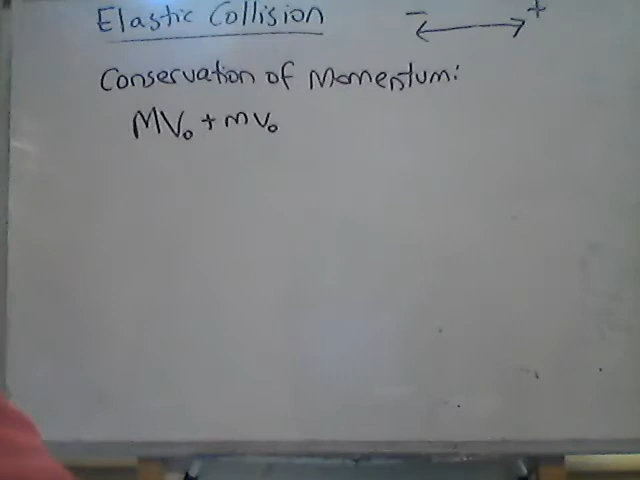 Elastic Collision
- +
Conservation of Momentum:
MV₀ + mv₀